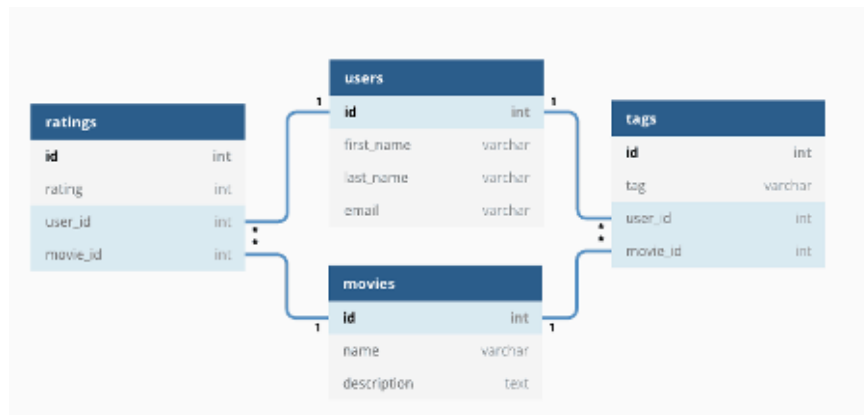 users
1
id int
1
first_name varchar
last_name varchar
email varchar
ratings
id int
rating int
user_id int
*
*
movie_id int
tags
id int
tag varchar
user_id int
*
*
movie_id int
movies
1
id int
1
name varchar
description text